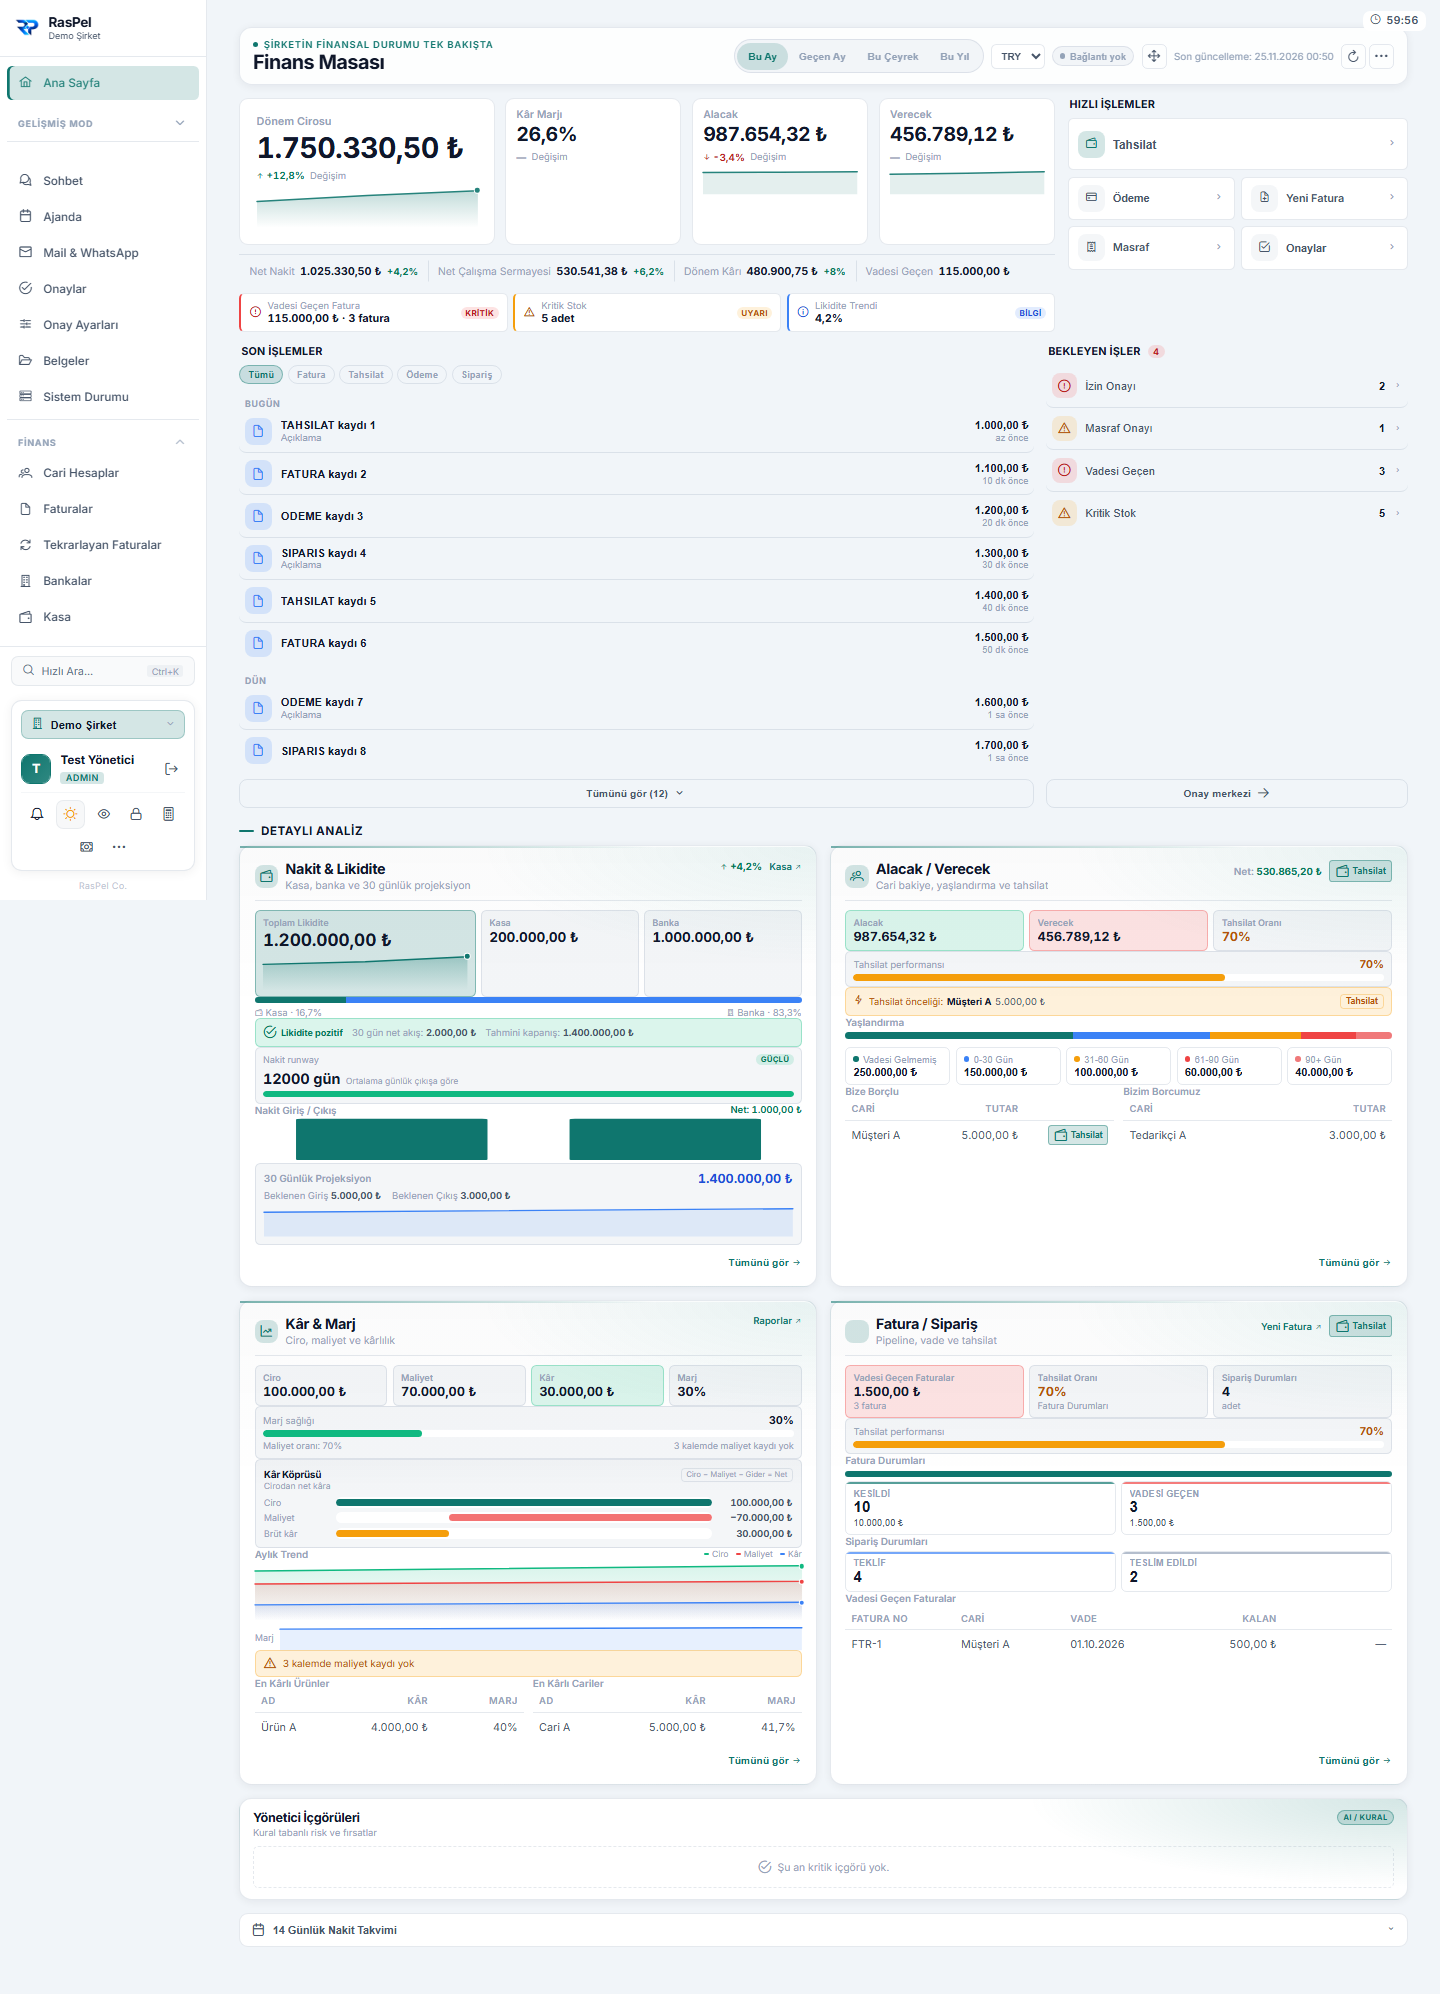 RasPel
Demo Şirket
Ana Sayfa
GELİŞMİŞ MOD
Sohbet
Ajanda
Mail & WhatsApp
Onaylar
Onay Ayarları
Belgeler
Sistem Durumu
FİNANS
Cari Hesaplar
Faturalar
Tekrarlayan Faturalar
Bankalar
Kasa
Hızlı Ara... Ctrl+K
Demo Şirket
T Test Yönetici
ADMIN
RasPel Co.
59:56
ŞİRKETİN FİNANSAL DURUMU TEK BAKIŞTA
Finans Masası
Bu Ay Geçen Ay Bu Çeyrek Bu Yıl TRY Bağlantı yok Son güncelleme: 25.11.2026 00:50
Dönem Cirosu
1.750.330,50 ₺
↑ +12,8% Değişim
Kâr Marjı
26,6%
— Değişim
Alacak
987.654,32 ₺
↓ -3,4% Değişim
Verecek
456.789,12 ₺
— Değişim
HIZLI İŞLEMLER
Tahsilat ›
Ödeme › Yeni Fatura ›
Masraf › Onaylar ›
Net Nakit 1.025.330,50 ₺ +4,2% Net Çalışma Sermayesi 530.541,38 ₺ +6,2% Dönem Kârı 480.900,75 ₺ +8% Vadesi Geçen 115.000,00 ₺
Vadesi Geçen Fatura
115.000,00 ₺ · 3 fatura KRİTİK
Kritik Stok
5 adet UYARI
Likidite Trendi
4,2% BİLGİ
SON İŞLEMLER
Tümü Fatura Tahsilat Ödeme Sipariş
BUGÜN
TAHSILAT kaydı 1 1.000,00 ₺
Açıklama az önce
FATURA kaydı 2 1.100,00 ₺
10 dk önce
ODEME kaydı 3 1.200,00 ₺
20 dk önce
SIPARIS kaydı 4 1.300,00 ₺
Açıklama 30 dk önce
TAHSILAT kaydı 5 1.400,00 ₺
40 dk önce
FATURA kaydı 6 1.500,00 ₺
50 dk önce
DÜN
ODEME kaydı 7 1.600,00 ₺
Açıklama 1 sa önce
SIPARIS kaydı 8 1.700,00 ₺
1 sa önce
Tümünü gör (12)
BEKLEYEN İŞLER 4
İzin Onayı 2 ›
Masraf Onayı 1 ›
Vadesi Geçen 3 ›
Kritik Stok 5 ›
Onay merkezi →
DETAYLI ANALİZ
Nakit & Likidite
Kasa, banka ve 30 günlük projeksiyon
↑ +4,2% Kasa ↗
Toplam Likidite
1.200.000,00 ₺
Kasa
200.000,00 ₺
Banka
1.000.000,00 ₺
Kasa · 16,7% Banka · 83,3%
Likidite pozitif 30 gün net akış: 2.000,00 ₺ Tahmini kapanış: 1.400.000,00 ₺
Nakit runway GÜÇLÜ
12000 gün Ortalama günlük çıkışa göre
Nakit Giriş / Çıkış Net: 1.000,00 ₺
30 Günlük Projeksiyon 1.400.000,00 ₺
Beklenen Giriş 5.000,00 ₺ Beklenen Çıkış 3.000,00 ₺
Tümünü gör →
Alacak / Verecek
Cari bakiye, yaşlandırma ve tahsilat
Net: 530.865,20 ₺ Tahsilat
Alacak
987.654,32 ₺
Verecek
456.789,12 ₺
Tahsilat Oranı
70%
Tahsilat performansı 70%
Tahsilat önceliği: Müşteri A 5.000,00 ₺ Tahsilat
Yaşlandırma
Vadesi Gelmemiş
250.000,00 ₺
0-30 Gün
150.000,00 ₺
31-60 Gün
100.000,00 ₺
61-90 Gün
60.000,00 ₺
90+ Gün
40.000,00 ₺
Bize Borçlu
CARİ TUTAR
Müşteri A 5.000,00 ₺ Tahsilat
Bizim Borcumuz
CARİ TUTAR
Tedarikçi A 3.000,00 ₺
Tümünü gör →
Kâr & Marj
Ciro, maliyet ve kârlılık
Raporlar ↗
Ciro
100.000,00 ₺
Maliyet
70.000,00 ₺
Kâr
30.000,00 ₺
Marj
30%
Marj sağlığı 30%
Maliyet oranı: 70% 3 kalemde maliyet kaydı yok
Kâr Köprüsü Ciro − Maliyet − Gider = Net
Cirodan net kâra
Ciro 100.000,00 ₺
Maliyet −70.000,00 ₺
Brüt kâr 30.000,00 ₺
Aylık Trend Ciro Maliyet Kâr
Marj
3 kalemde maliyet kaydı yok
En Kârlı Ürünler
AD KÂR MARJ
Ürün A 4.000,00 ₺ 40%
En Kârlı Cariler
AD KÂR MARJ
Cari A 5.000,00 ₺ 41,7%
Tümünü gör →
Fatura / Sipariş
Pipeline, vade ve tahsilat
Yeni Fatura ↗ Tahsilat
Vadesi Geçen Faturalar
1.500,00 ₺
3 fatura
Tahsilat Oranı
70%
Fatura Durumları
Sipariş Durumları
4
adet
Tahsilat performansı 70%
Fatura Durumları
KESİLDİ
10
10.000,00 ₺
VADESİ GEÇEN
3
1.500,00 ₺
Sipariş Durumları
TEKLİF
4
TESLİM EDİLDİ
2
Vadesi Geçen Faturalar
FATURA NO CARİ VADE KALAN
FTR-1 Müşteri A 01.10.2026 500,00 ₺ —
Tümünü gör →
Yönetici İçgörüleri
Kural tabanlı risk ve fırsatlar
AI / KURAL
Şu an kritik içgörü yok.
14 Günlük Nakit Takvimi